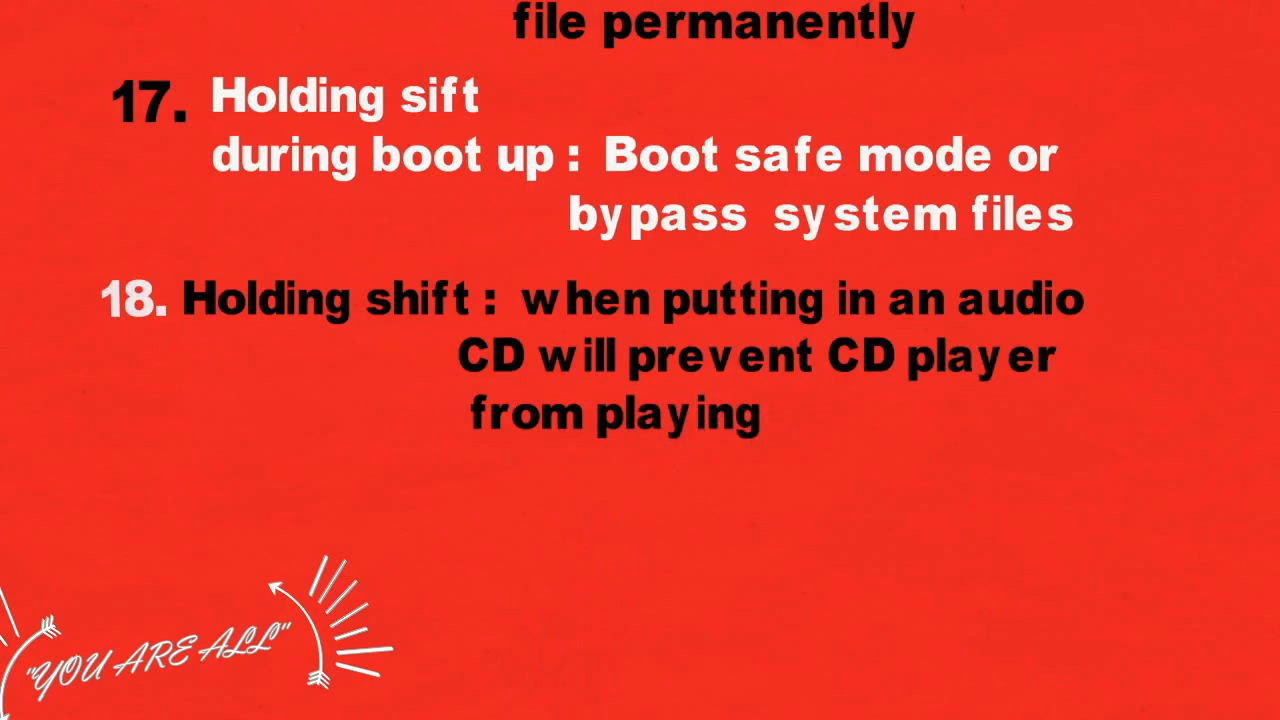 file permanently
17. Holding sift
during boot up : Boot safe mode or
bypass system files
18. Holding shift : when putting in an audio
CD will prevent CD player
from playing
"YOU ARE ALL"